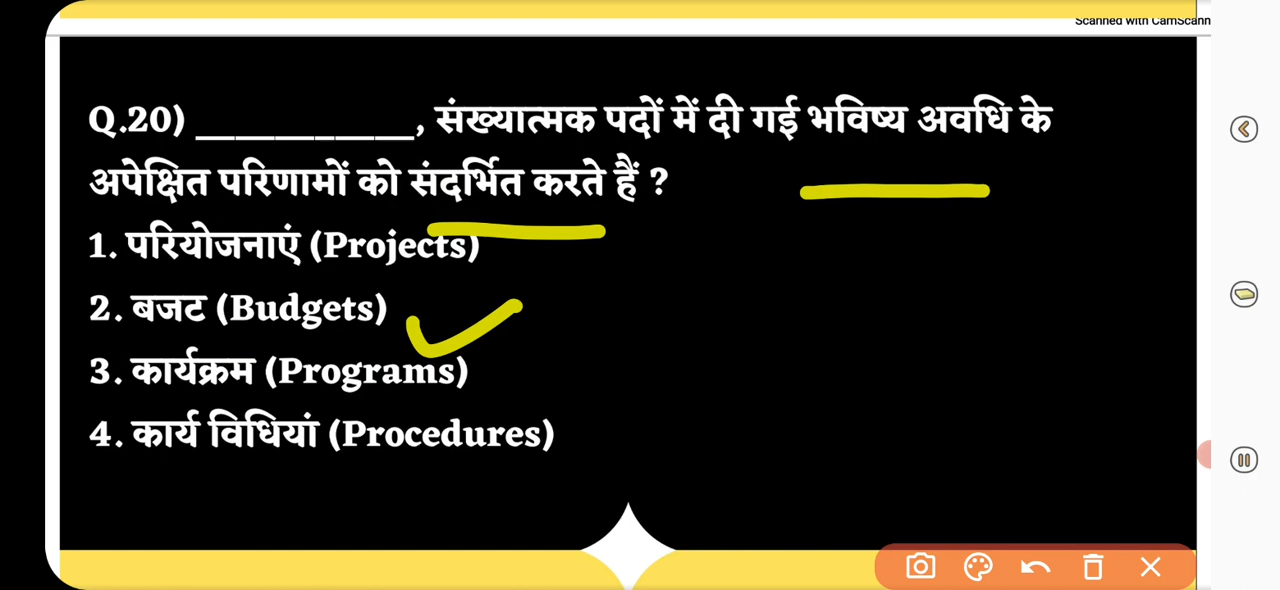 Scanned with CamScann
Q.20) ___________, संख्यात्मक पदों में दी गई भविष्य अवधि के
अपेक्षित परिणामों को संदर्भित करते हैं ?
1. परियोजनाएं (Projects)
2. बजट (Budgets)
3. कार्यक्रम (Programs)
4. कार्य विधियां (Procedures)